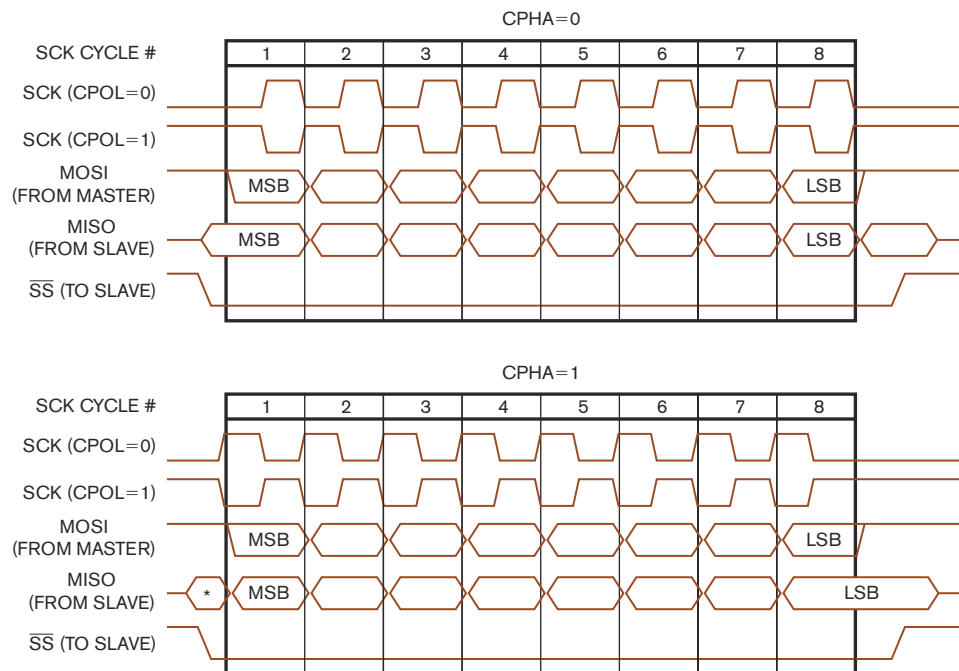 CPHA=0
SCK CYCLE # 1 2 3 4 5 6 7 8
SCK (CPOL=0)
SCK (CPOL=1)
MOSI
(FROM MASTER)
MSB LSB
MISO
(FROM SLAVE)
MSB LSB
S̅S̅ (TO SLAVE)
CPHA=1
SCK CYCLE # 1 2 3 4 5 6 7 8
SCK (CPOL=0)
SCK (CPOL=1)
MOSI
(FROM MASTER)
MSB LSB
MISO
(FROM SLAVE)
* MSB LSB
S̅S̅ (TO SLAVE)